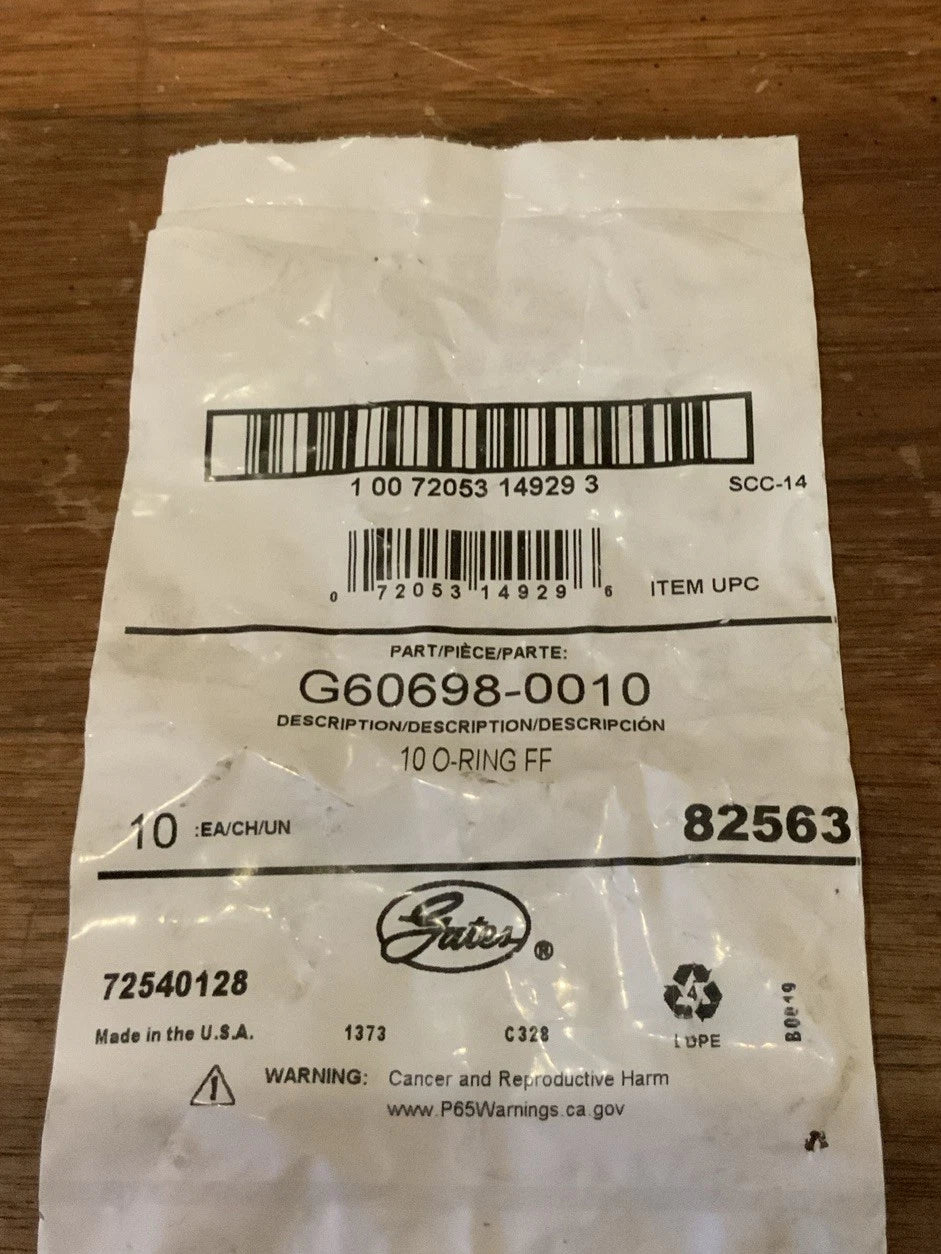 1 00 72053 14929 3
SCC-14
0 72053 14929 6
ITEM UPC
PART/PIÈCE/PARTE:
G60698-0010
DESCRIPTION/DESCRIPTION/DESCRIPCIÓN
10 O-RING FF
10 :EA/CH/UN
82563
Gates ®
72540128
4
Made in the U.S.A. 1373 C328
LDPE
B0019
WARNING: Cancer and Reproductive Harm
www.P65Warnings.ca.gov